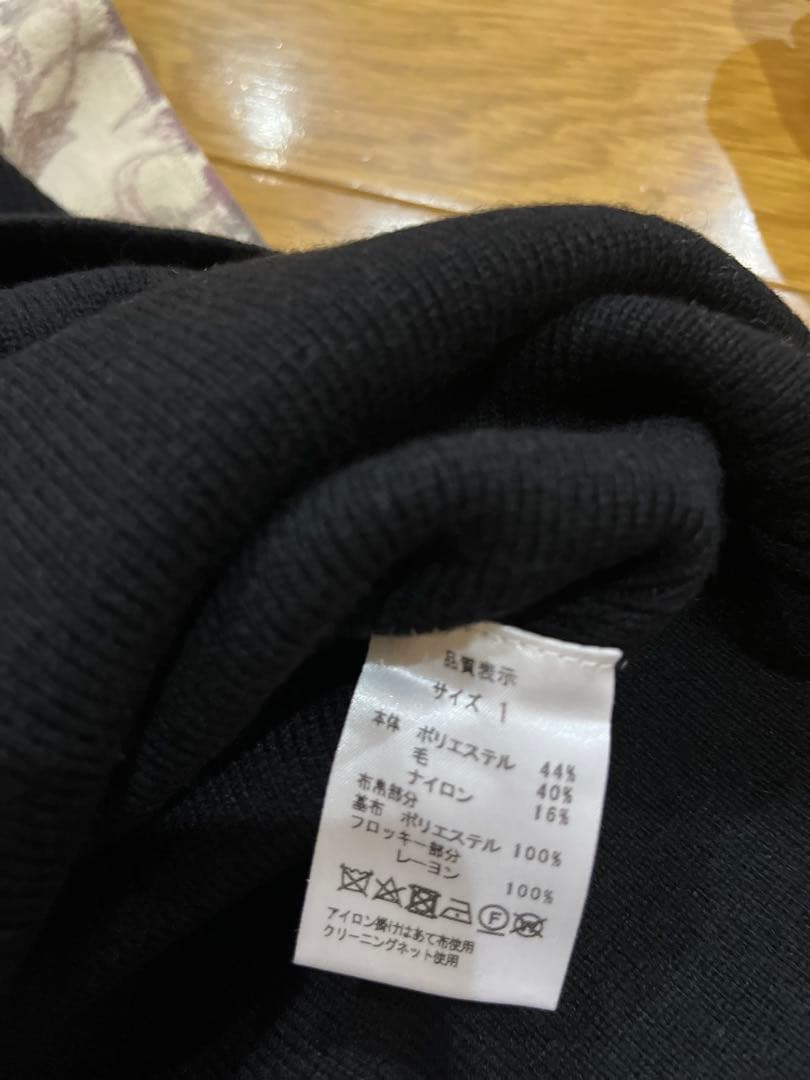 品質表示
サイズ 1
本体 ポリエステル 44%
毛 40%
ナイロン 16%
布帛部分
基布 ポリエステル 100%
フロッキー部分
レーヨン 100%
F W
アイロン掛けはあて布使用
クリーニングネット使用